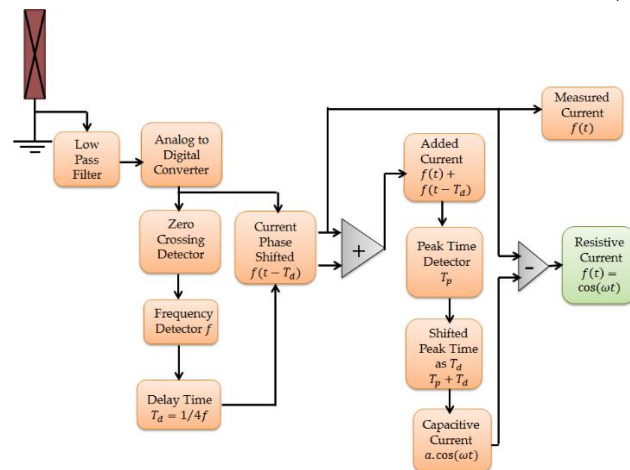 Low
Pass
Filter
Analog to
Digital
Converter
Zero
Crossing
Detector
Frequency
Detector f
Delay Time
T_d = 1/4f
Current
Phase
Shifted
f(t − T_d)
+
Added
Current
f(t) +
f(t − T_d)
Peak Time
Detector
T_p
Shifted
Peak Time
as T_d
T_p + T_d
Capacitive
Current
a.cos(ωt)
Measured
Current
f(t)
-
Resistive
Current
f(t) =
cos(ωt)